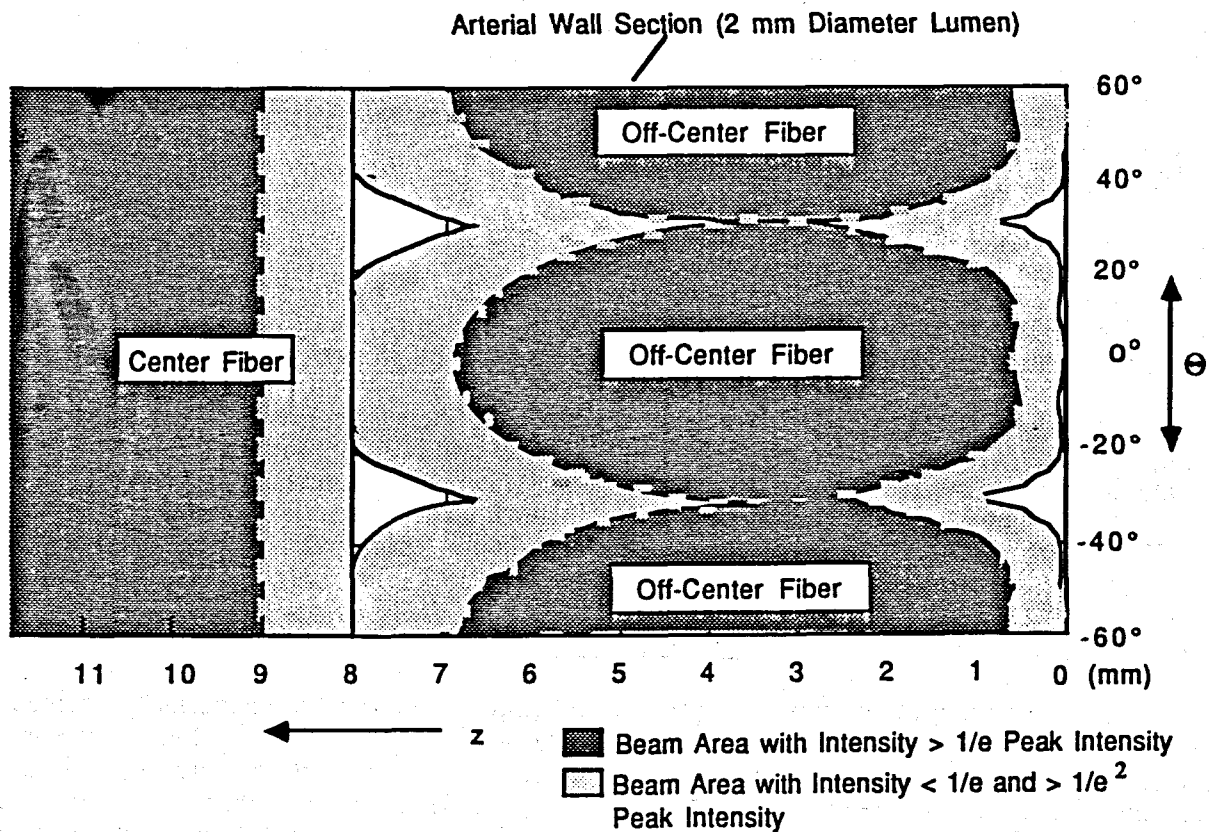 Arterial Wall Section (2 mm Diameter Lumen)
60°
Off-Center Fiber
40°
20°
Center Fiber
Off-Center Fiber
0°
Θ
-20°
-40°
Off-Center Fiber
-60°
11 10 9 8 7 6 5 4 3 2 1 0 (mm)
z
Beam Area with Intensity > 1/e Peak Intensity
Beam Area with Intensity < 1/e and > 1/e²
Peak Intensity